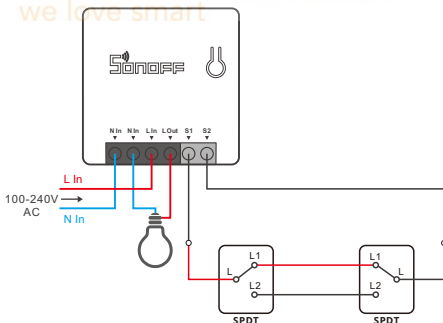 we love smart
SONOFF
N In N In L In L Out S1 S2
L In
100-240V
AC
N In
L1
L
L2
SPDT
L1
L
L2
SPDT